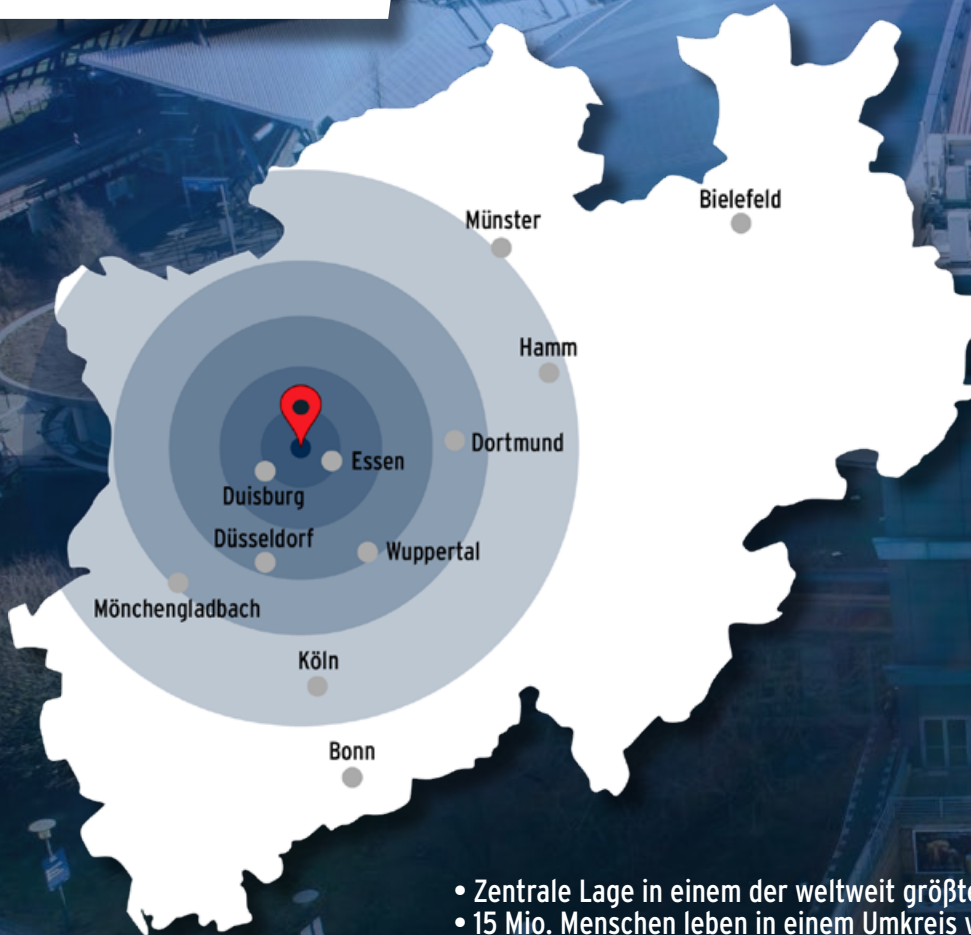 Münster
Bielefeld
Hamm
Dortmund
Essen
Duisburg
Düsseldorf
Wuppertal
Mönchengladbach
Köln
Bonn
• Zentrale Lage in einem der weltweit größte
• 15 Mio. Menschen leben in einem Umkreis v